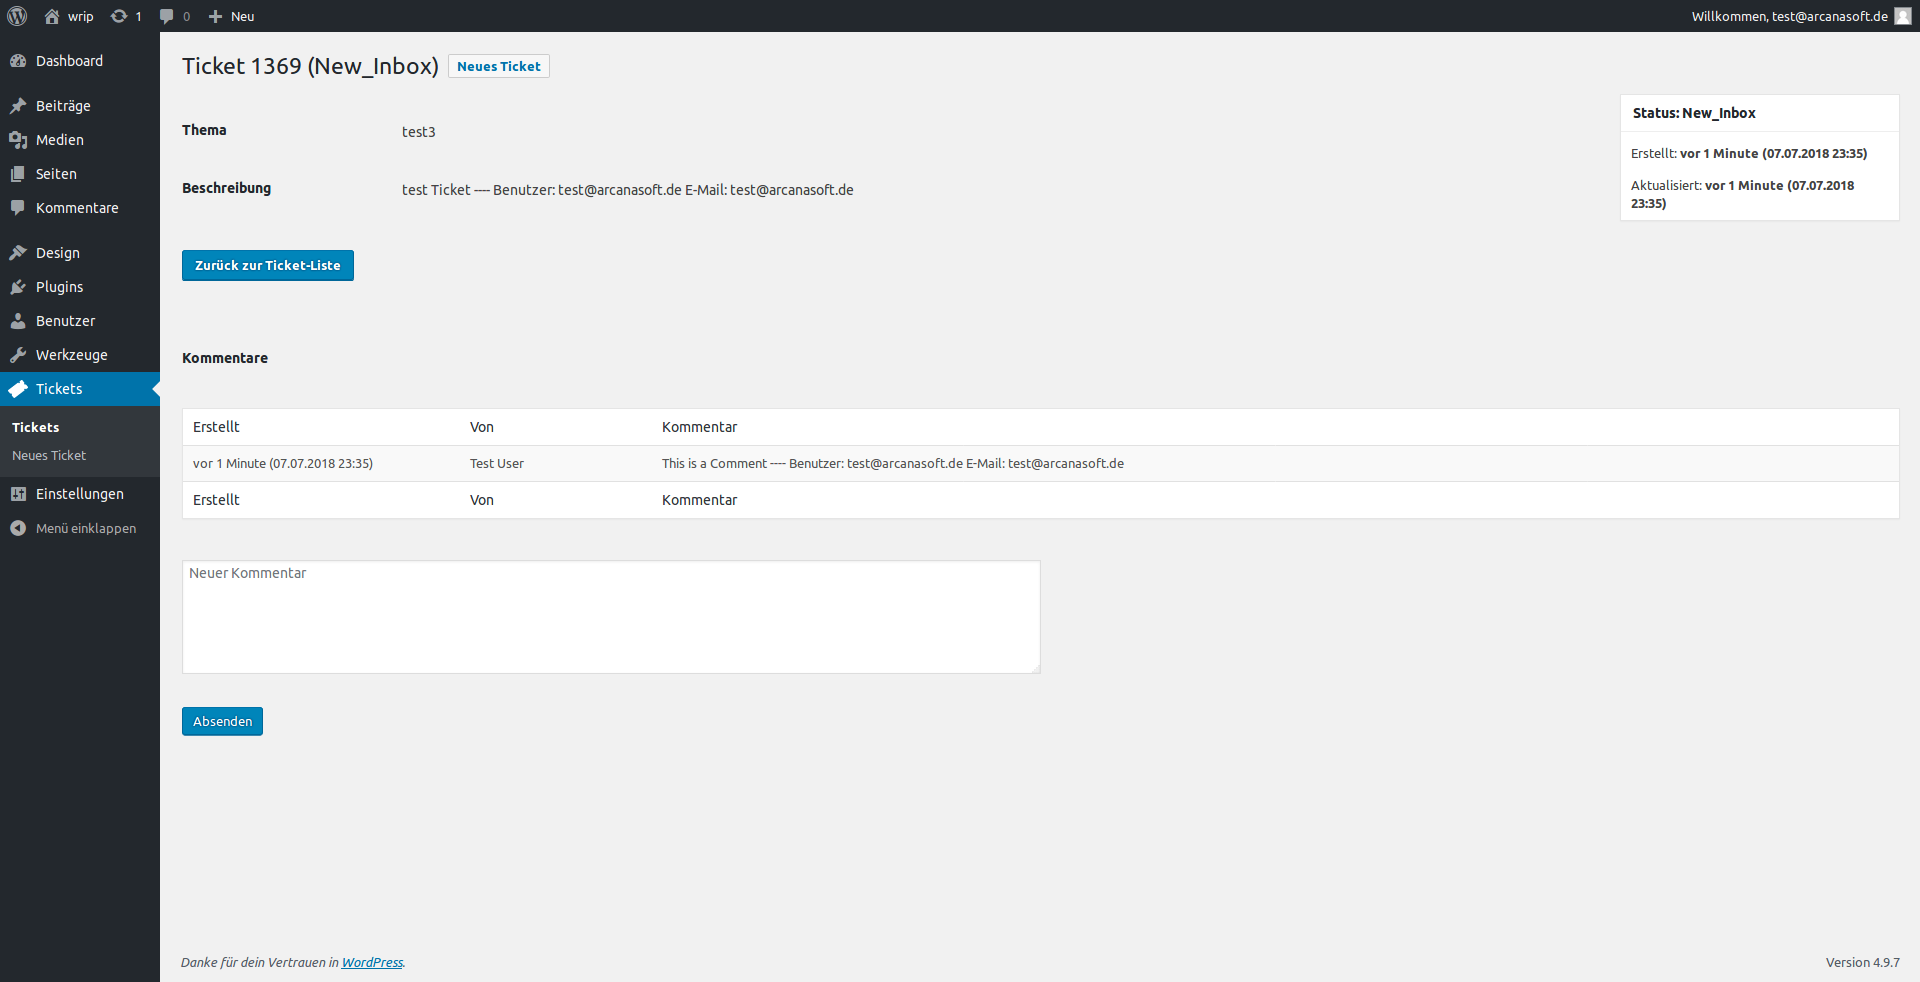 wrip 1 0 Neu Willkommen, test@arcanasoft.de
Dashboard
Beiträge
Medien
Seiten
Kommentare
Design
Plugins
Benutzer
Werkzeuge
Tickets
Tickets
Neues Ticket
Einstellungen
Menü einklappen
Ticket 1369 (New_Inbox) Neues Ticket
Thema test3
Beschreibung test Ticket ---- Benutzer: test@arcanasoft.de E-Mail: test@arcanasoft.de
Zurück zur Ticket-Liste
Status: New_Inbox
Erstellt: vor 1 Minute (07.07.2018 23:35)
Aktualisiert: vor 1 Minute (07.07.2018
23:35)
Kommentare
Erstellt Von Kommentar
vor 1 Minute (07.07.2018 23:35) Test User This is a Comment ---- Benutzer: test@arcanasoft.de E-Mail: test@arcanasoft.de
Erstellt Von Kommentar
Neuer Kommentar
Absenden
Danke für dein Vertrauen in WordPress. Version 4.9.7